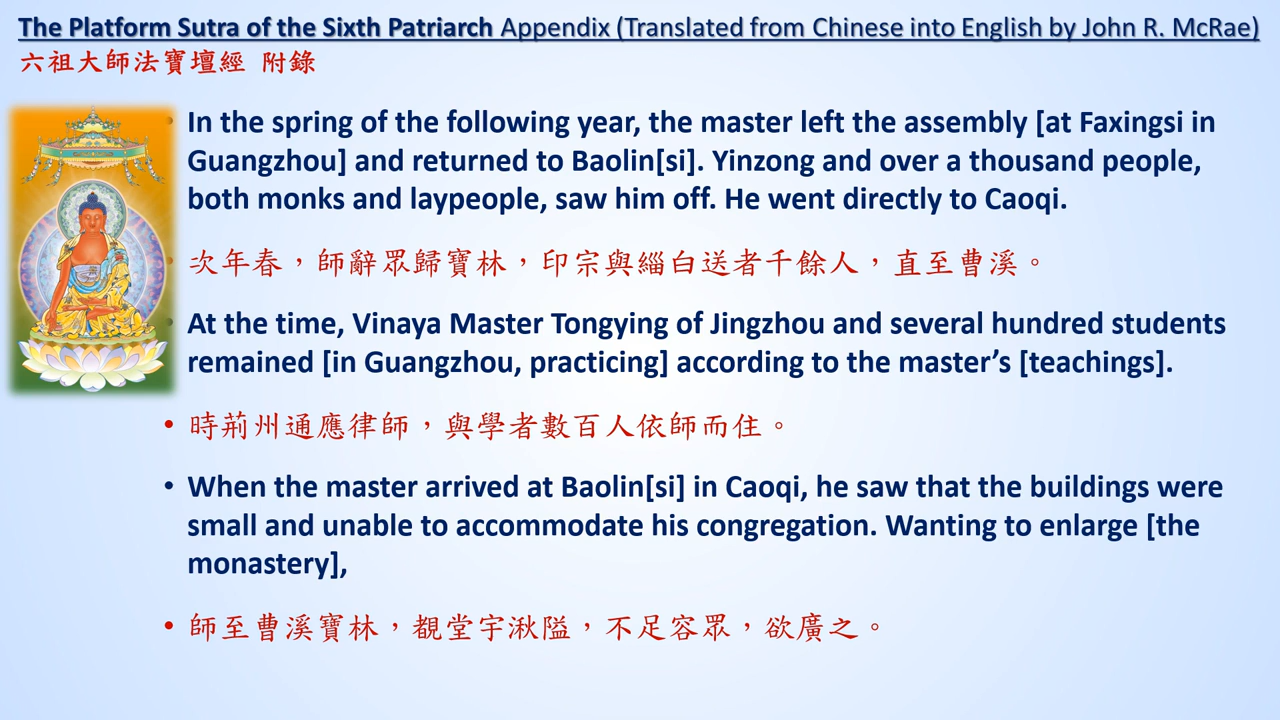 The Platform Sutra of the Sixth Patriarch Appendix (Translated from Chinese into English by John R. McRae)
六祖大師法寶壇經 附錄
• In the spring of the following year, the master left the assembly [at Faxingsi in
Guangzhou] and returned to Baolin[si]. Yinzong and over a thousand people,
both monks and laypeople, saw him off. He went directly to Caoqi.
• 次年春，師辭眾歸寶林，印宗與緇白送者千餘人，直至曹溪。
• At the time, Vinaya Master Tongying of Jingzhou and several hundred students
remained [in Guangzhou, practicing] according to the master’s [teachings].
• 時荊州通應律師，與學者數百人依師而住。
• When the master arrived at Baolin[si] in Caoqi, he saw that the buildings were
small and unable to accommodate his congregation. Wanting to enlarge [the
monastery],
• 師至曹溪寶林，覩堂宇湫隘，不足容眾，欲廣之。